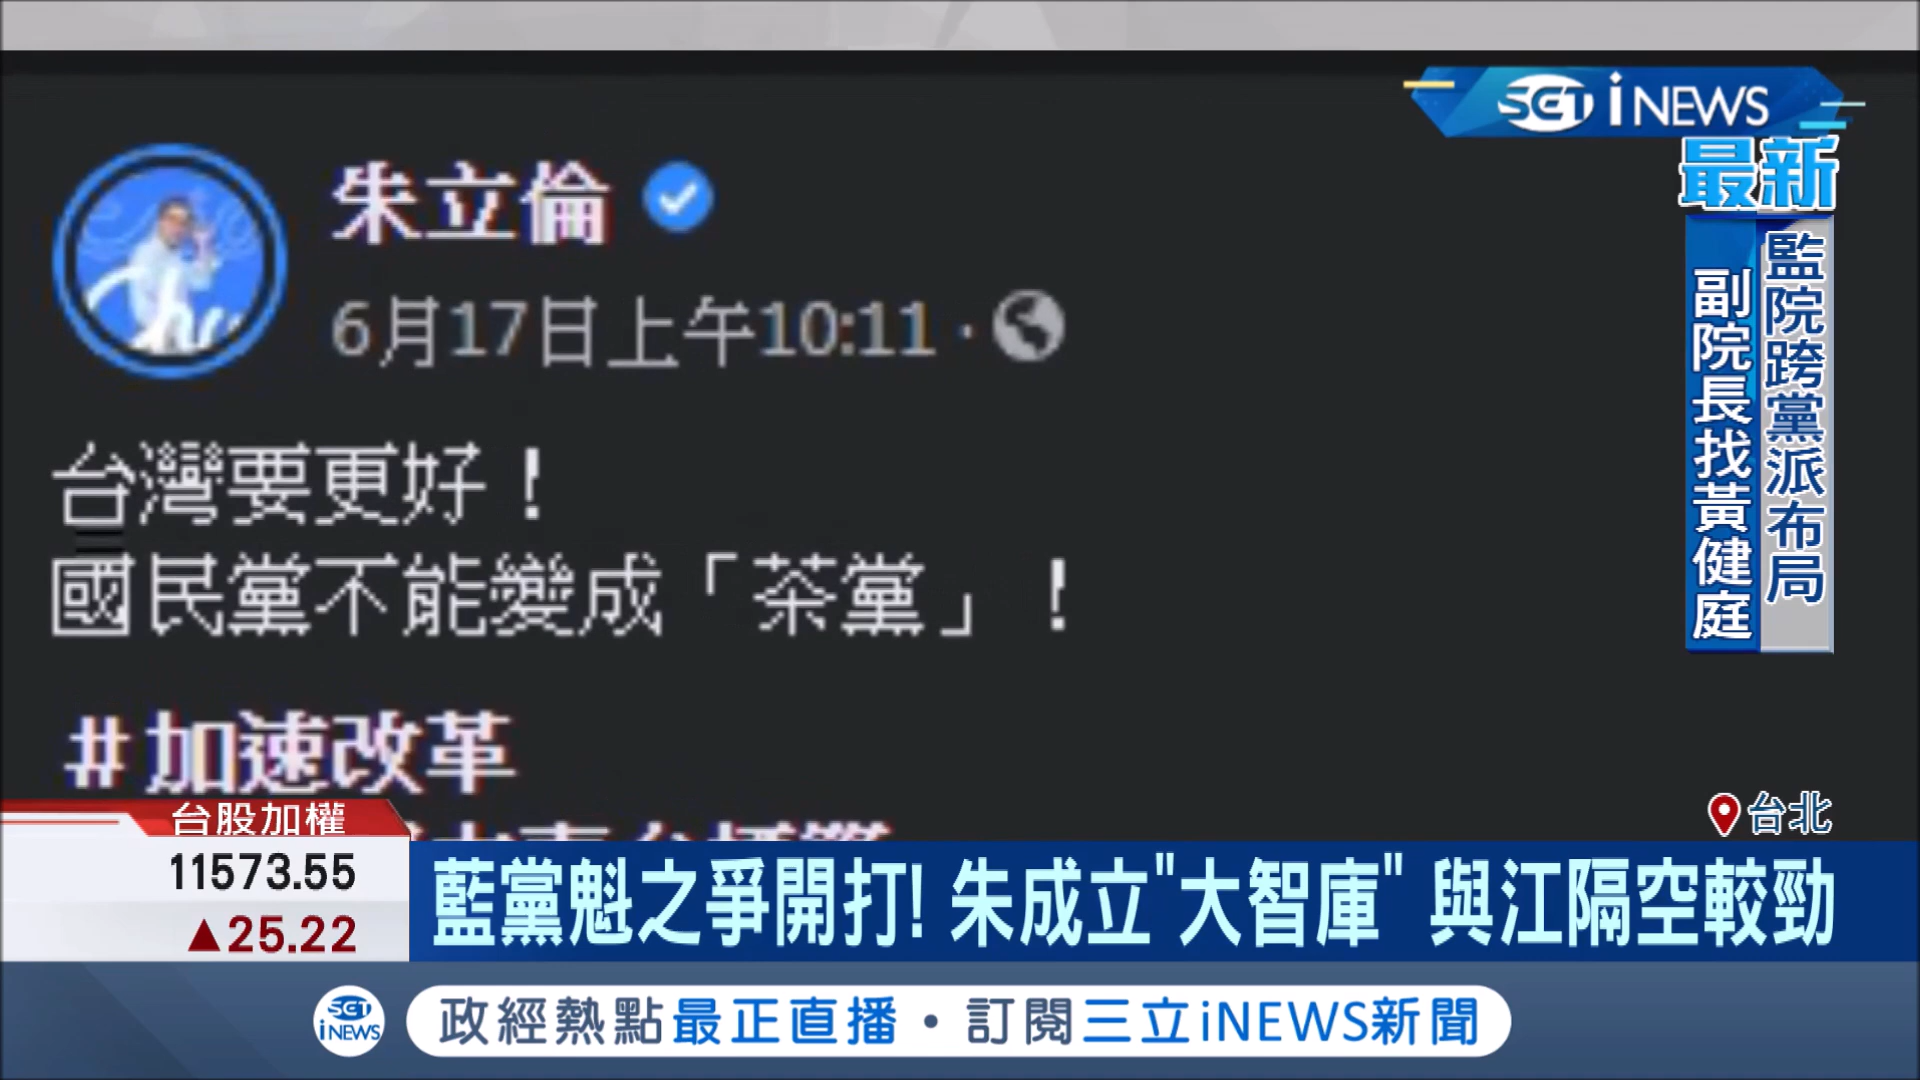 SET iNEWS
最新
監院跨黨派布局
副院長找黃健庭
朱立倫
6月17日上午10:11
台灣要更好！
國民黨不能變成「茶黨」！
#加速改革
台股加權
11573.55
▲25.22
台北
藍黨魁之爭開打! 朱成立"大智庫" 與江隔空較勁
SET iNEWS
政經熱點最正直播・訂閱三立iNEWS新聞